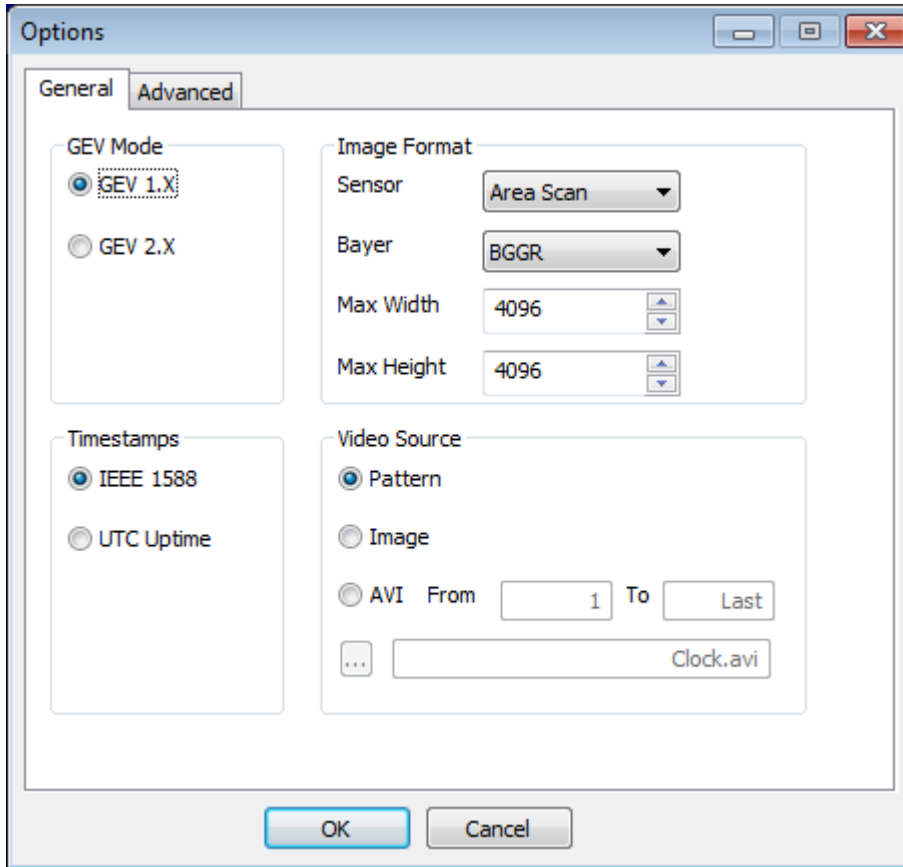 Options
General Advanced
GEV Mode
GEV 1.X
GEV 2.X
Image Format
Sensor Area Scan
Bayer BGGR
Max Width 4096
Max Height 4096
Timestamps
IEEE 1588
UTC Uptime
Video Source
Pattern
Image
AVI From 1 To Last
... Clock.avi
OK Cancel